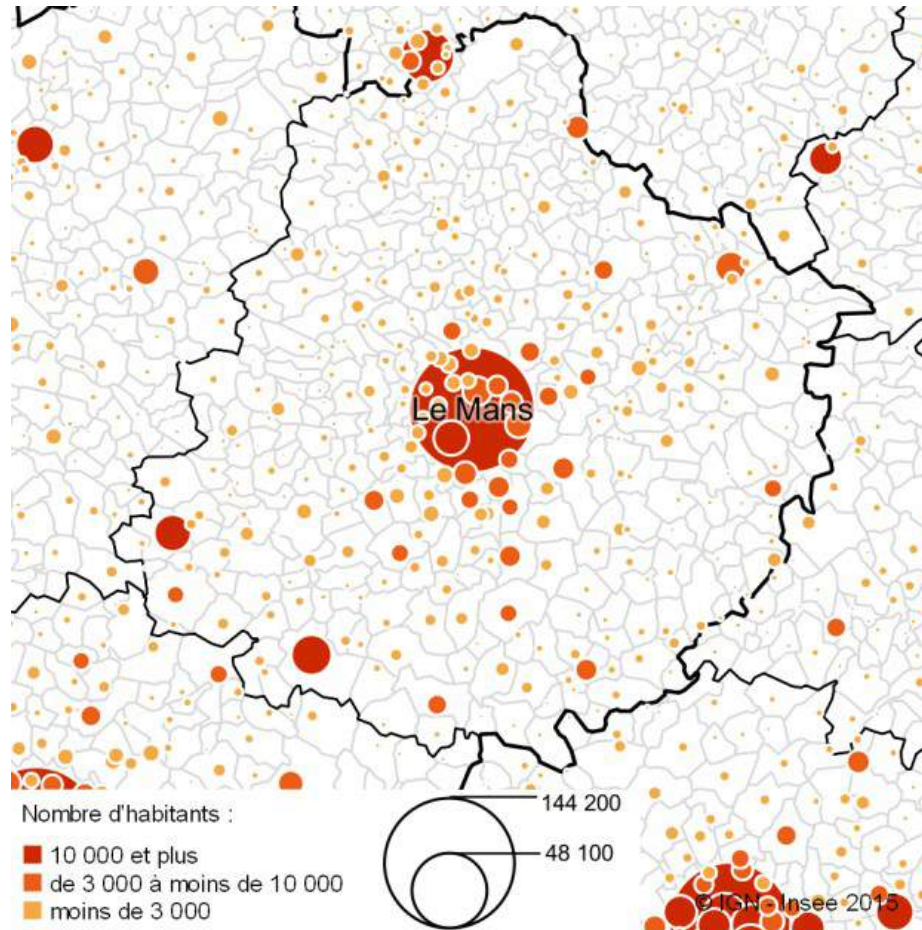 Le Mans
Nombre d'habitants :
10 000 et plus
de 3 000 à moins de 10 000
moins de 3 000
144 200
48 100
© IGN - Insee 2015